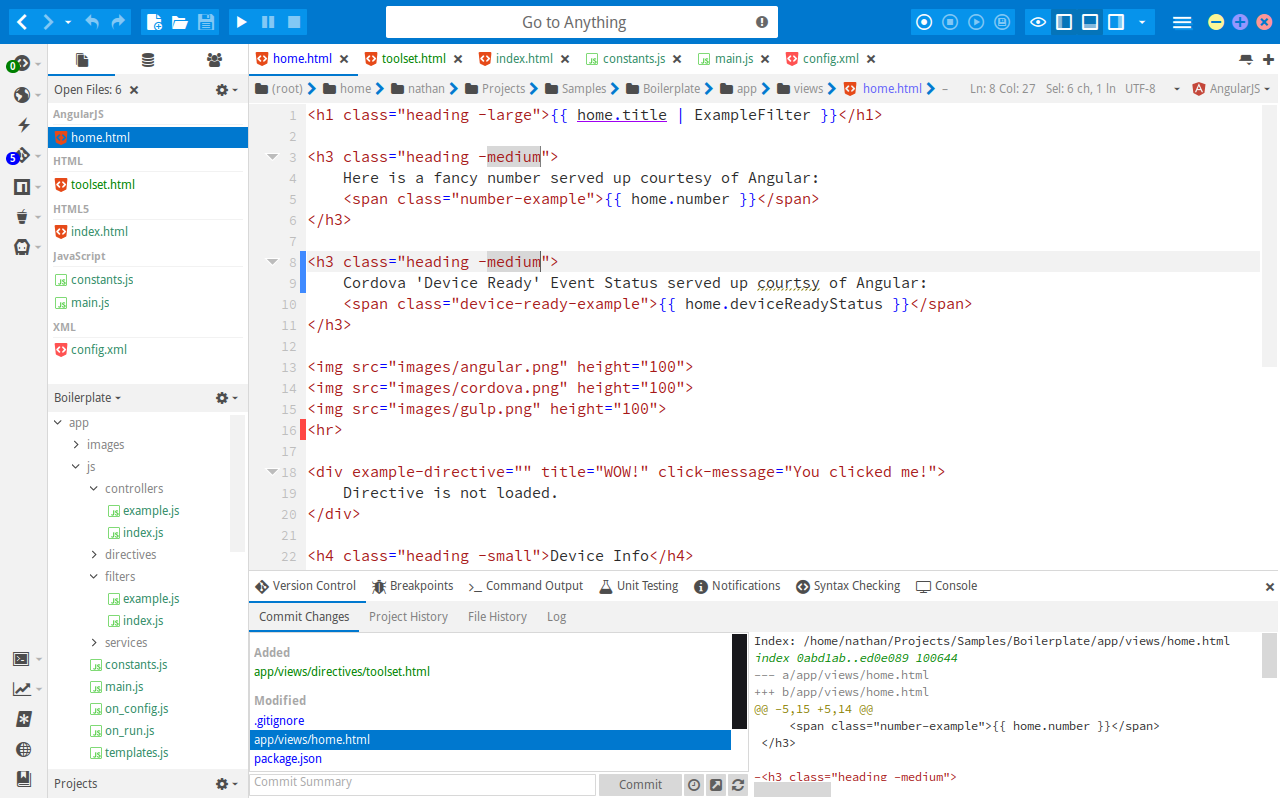 Go to Anything
0
5
Open Files: 6
AngularJS
home.html
HTML
toolset.html
HTML5
index.html
JavaScript
constants.js
main.js
XML
config.xml
Boilerplate
app
images
js
controllers
example.js
index.js
directives
filters
example.js
index.js
services
constants.js
main.js
on_config.js
on_run.js
templates.js
Projects
home.html toolset.html index.html constants.js main.js config.xml
(root) home nathan Projects Samples Boilerplate app views home.html – Ln: 8 Col: 27 Sel: 6 ch, 1 ln UTF-8 AngularJS
1 <h1 class="heading -large">{{ home.title | ExampleFilter }}</h1>
2
3 <h3 class="heading -medium">
4 Here is a fancy number served up courtesy of Angular:
5 <span class="number-example">{{ home.number }}</span>
6 </h3>
7
8 <h3 class="heading -medium">
9 Cordova 'Device Ready' Event Status served up courtsy of Angular:
10 <span class="device-ready-example">{{ home.deviceReadyStatus }}</span>
11 </h3>
12
13 <img src="images/angular.png" height="100">
14 <img src="images/cordova.png" height="100">
15 <img src="images/gulp.png" height="100">
16 <hr>
17
18 <div example-directive="" title="WOW!" click-message="You clicked me!">
19 Directive is not loaded.
20 </div>
21
22 <h4 class="heading -small">Device Info</h4>
Version Control Breakpoints Command Output Unit Testing Notifications Syntax Checking Console
Commit Changes Project History File History Log
Added
app/views/directives/toolset.html
Modified
.gitignore
app/views/home.html
package.json
Commit Summary
Commit
Index: /home/nathan/Projects/Samples/Boilerplate/app/views/home.html
index 0abd1ab..ed0e089 100644
--- a/app/views/home.html
+++ b/app/views/home.html
@@ -5,15 +5,14 @@
<span class="number-example">{{ home.number }}</span>
</h3>
-<h3 class="heading -medium">